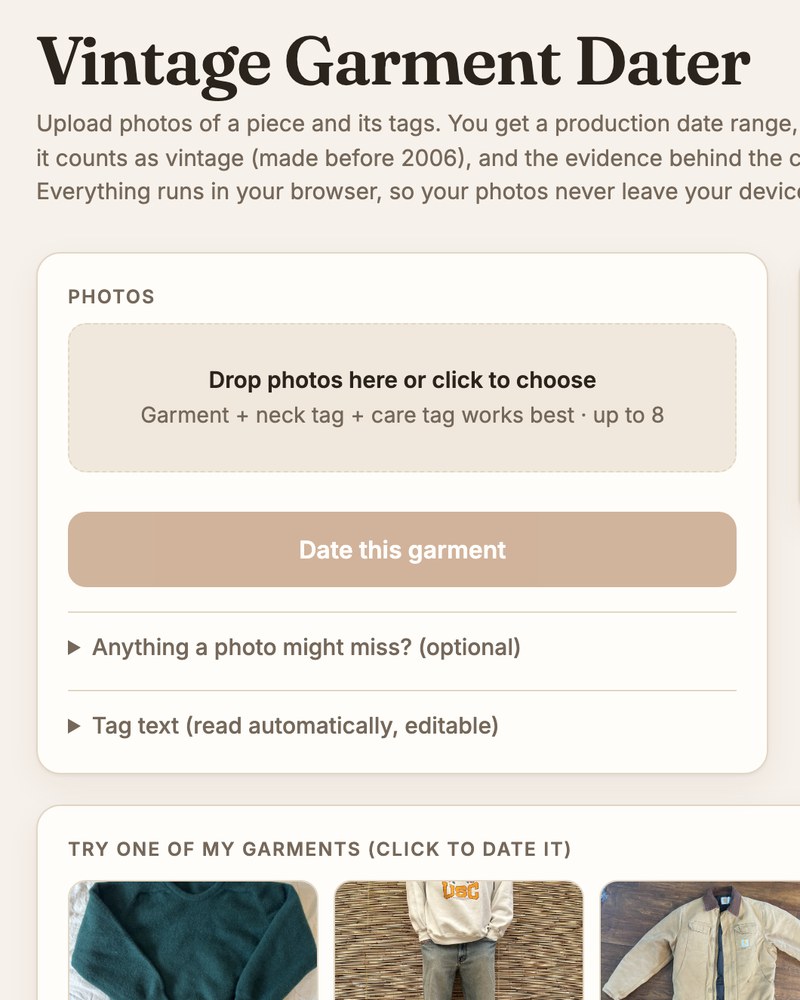 Vintage Garment Dater
Upload photos of a piece and its tags. You get a production date range,
it counts as vintage (made before 2006), and the evidence behind the
Everything runs in your browser, so your photos never leave your
PHOTOS
Drop photos here or click to choose
Garment + neck tag + care tag works best · up to 8
Date this garment
▶ Anything a photo might miss? (optional)
▶ Tag text (read automatically, editable)
TRY ONE OF MY GARMENTS (CLICK TO DATE IT)
USC